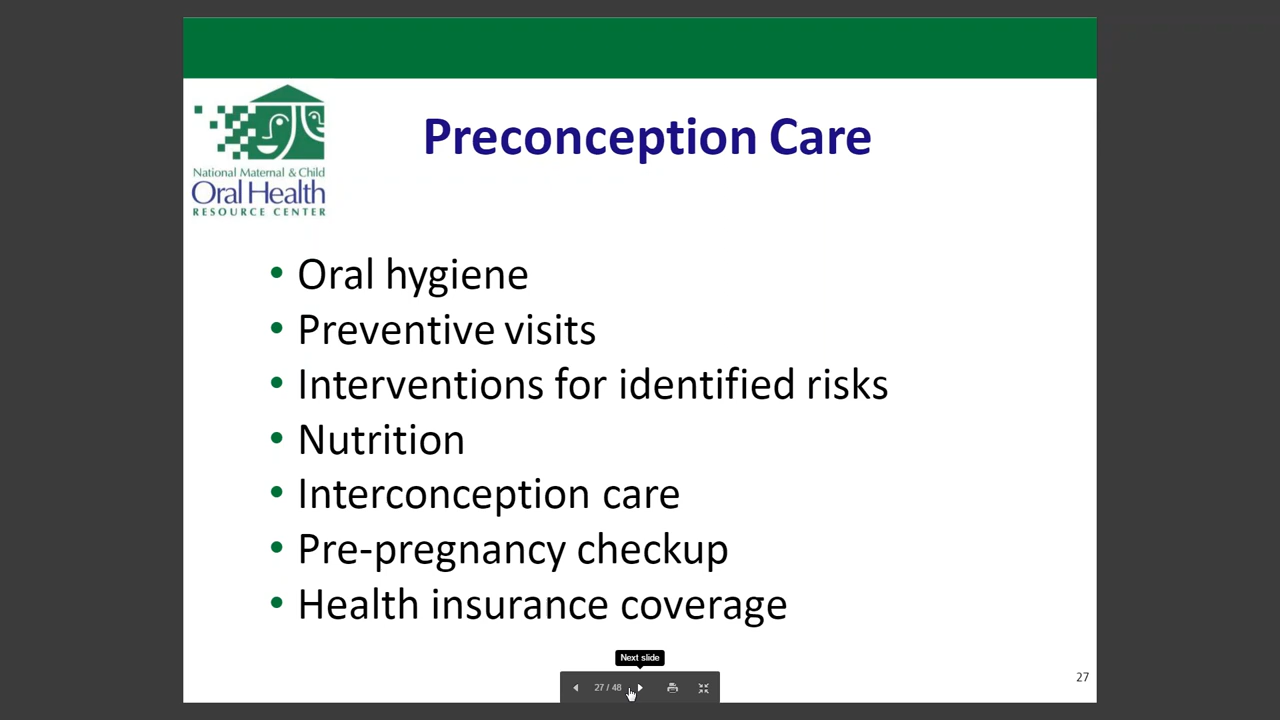 National Maternal & Child
Oral Health
RESOURCE CENTER
Preconception Care
• Oral hygiene
• Preventive visits
• Interventions for identified risks
• Nutrition
• Interconception care
• Pre-pregnancy checkup
• Health insurance coverage
Next slide
27 / 48
27